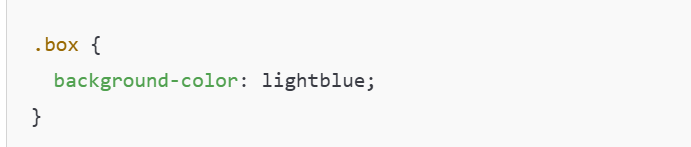 .box {
  background-color: lightblue;
}